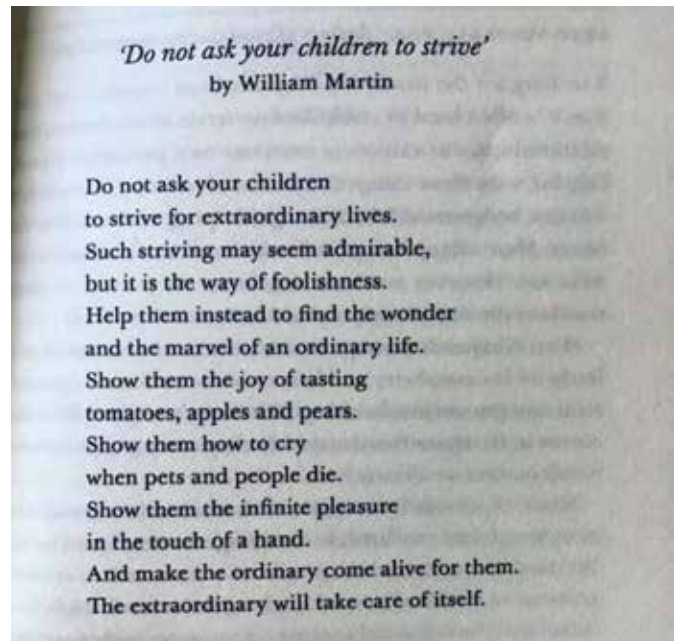 'Do not ask your children to strive'
by William Martin
Do not ask your children
to strive for extraordinary lives.
Such striving may seem admirable,
but it is the way of foolishness.
Help them instead to find the wonder
and the marvel of an ordinary life.
Show them the joy of tasting
tomatoes, apples and pears.
Show them how to cry
when pets and people die.
Show them the infinite pleasure
in the touch of a hand.
And make the ordinary come alive for them.
The extraordinary will take care of itself.